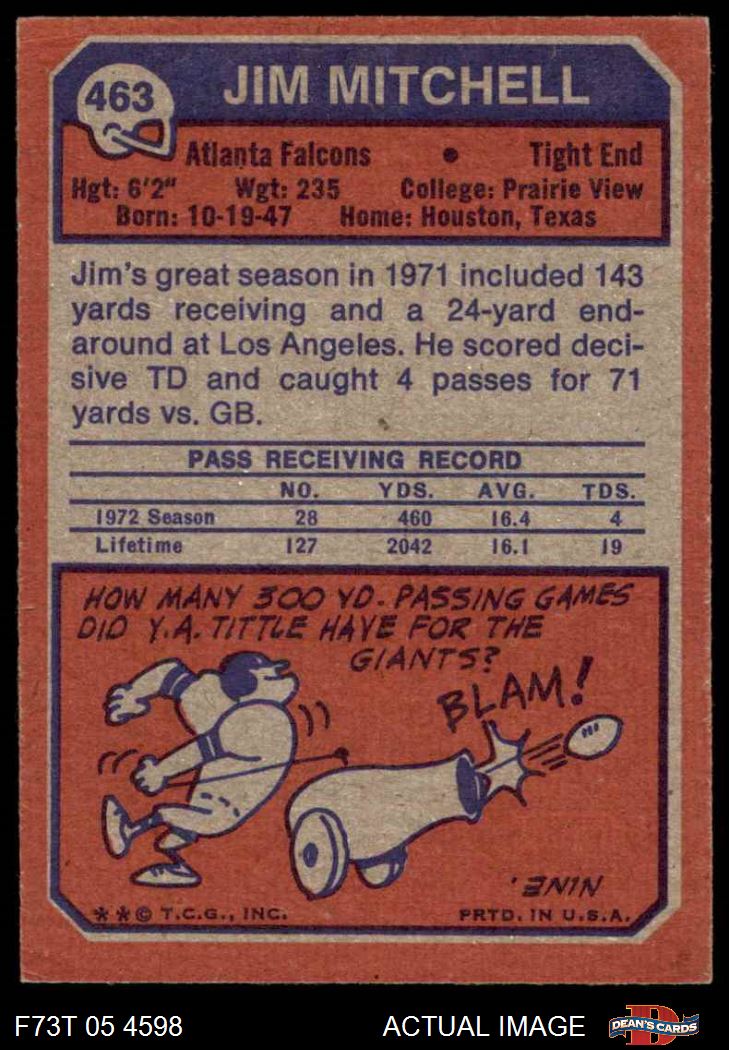 463
JIM MITCHELL
Atlanta Falcons • Tight End
Hgt: 6'2" Wgt: 235 College: Prairie View
Born: 10-19-47 Home: Houston, Texas
Jim's great season in 1971 included 143
yards receiving and a 24-yard end-
around at Los Angeles. He scored deci-
sive TD and caught 4 passes for 71
yards vs. GB.
PASS RECEIVING RECORD
NO. YDS. AVG. TDS.
1972 Season 28 460 16.4 4
Lifetime 127 2042 16.1 19
HOW MANY 300 YD. PASSING GAMES
DID Y.A. TITTLE HAVE FOR THE
GIANTS?
BLAM!
NINE.
**© T.C.G., INC. PRTD. IN U.S.A.
F73T 05 4598 ACTUAL IMAGE
D
DEAN'S CARDS